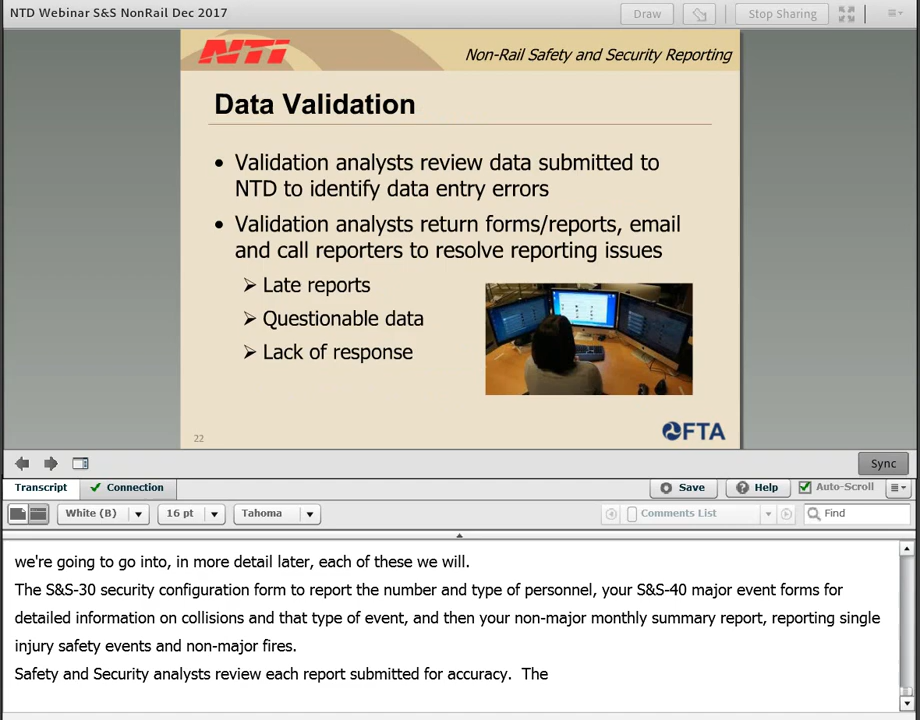 NTD Webinar S&S NonRail Dec 2017
Draw
Stop Sharing
NTI
Non-Rail Safety and Security Reporting
Data Validation
• Validation analysts review data submitted to
NTD to identify data entry errors
• Validation analysts return forms/reports, email
and call reporters to resolve reporting issues
➢ Late reports
➢ Questionable data
➢ Lack of response
22
FTA
Sync
Transcript
Connection
Save
Help
Auto-Scroll
White (B)
16 pt
Tahoma
Comments List
Find
we're going to go into, in more detail later, each of these we will.
The S&S-30 security configuration form to report the number and type of personnel, your S&S-40 major event forms for
detailed information on collisions and that type of event, and then your non-major monthly summary report, reporting single
injury safety events and non-major fires.
Safety and Security analysts review each report submitted for accuracy.  The